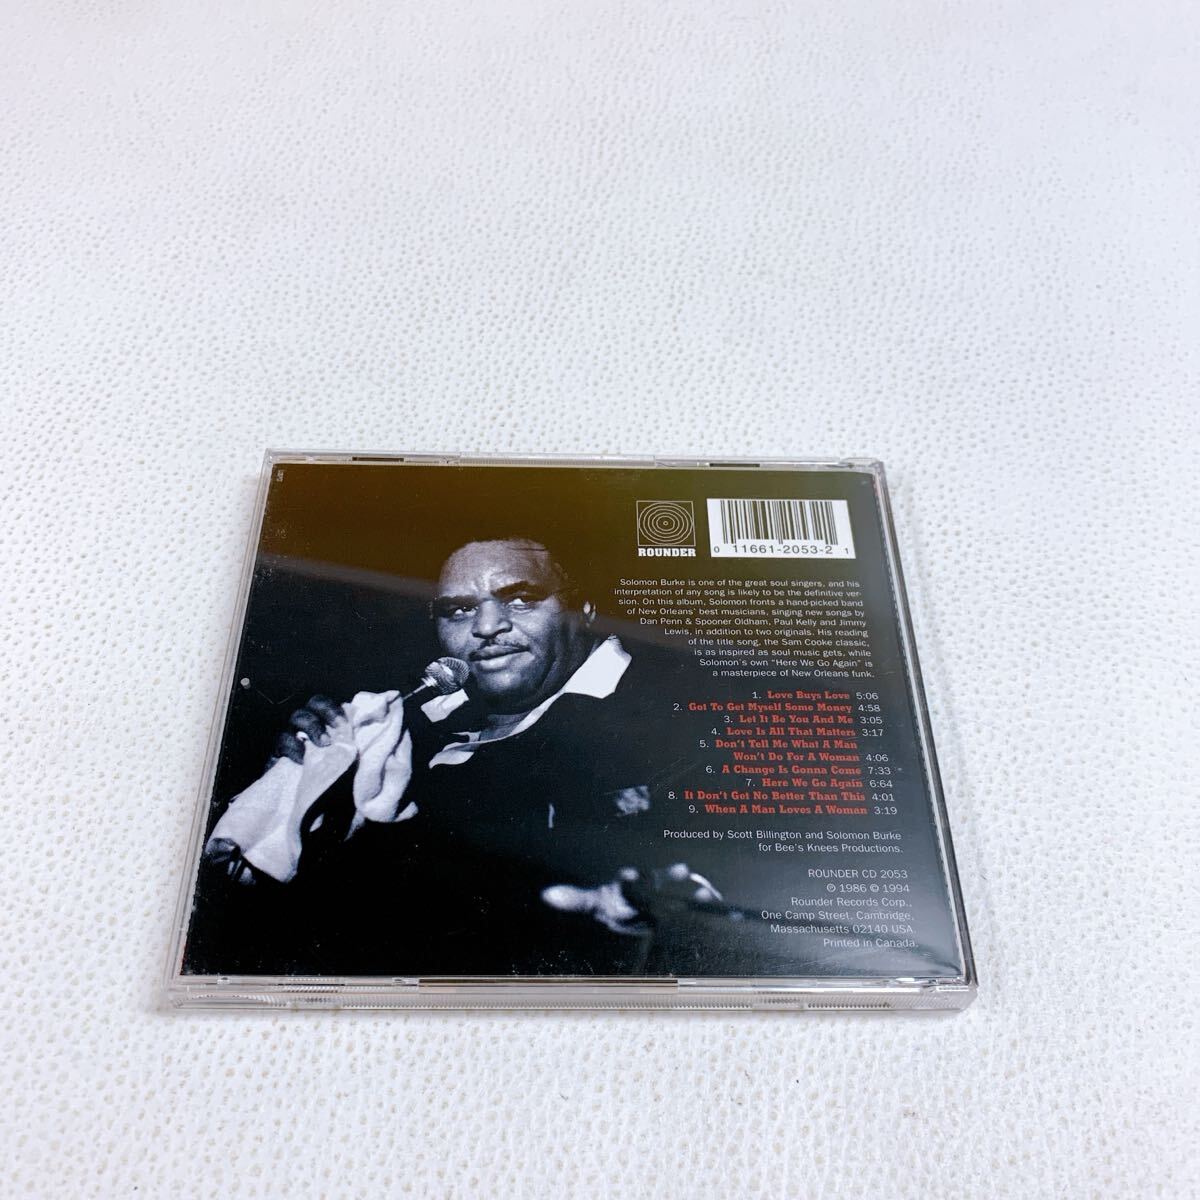 ROUNDER
0 11661-2053-2 1
Solomon Burke is one of the great soul singers, and his
interpretation of any song is likely to be the definitive ver-
sion. On this album, Solomon fronts a hand-picked band
of New Orleans' best musicians, singing new songs by
Dan Penn & Spooner Oldham, Paul Kelly and Jimmy
Lewis, in addition to two originals. His reading
of the title song, the Sam Cooke classic,
is as inspired as soul music gets, while
Solomon's own "Here We Go Again" is
a masterpiece of New Orleans funk.
1. Love Buys Love 5:06
2. Got To Get Myself Some Money 4:58
3. Let It Be You And Me 3:05
4. Love Is All That Matters 3:17
5. Don't Tell Me What A Man
Won't Do For A Woman 4:06
6. A Change Is Gonna Come 7:33
7. Here We Go Again 6:64
8. It Don't Get No Better Than This 4:01
9. When A Man Loves A Woman 3:19
Produced by Scott Billington and Solomon Burke
for Bee's Knees Productions.
ROUNDER CD 2053
℗ 1986 © 1994
Rounder Records Corp.,
One Camp Street, Cambridge,
Massachusetts 02140 USA.
Printed in Canada.